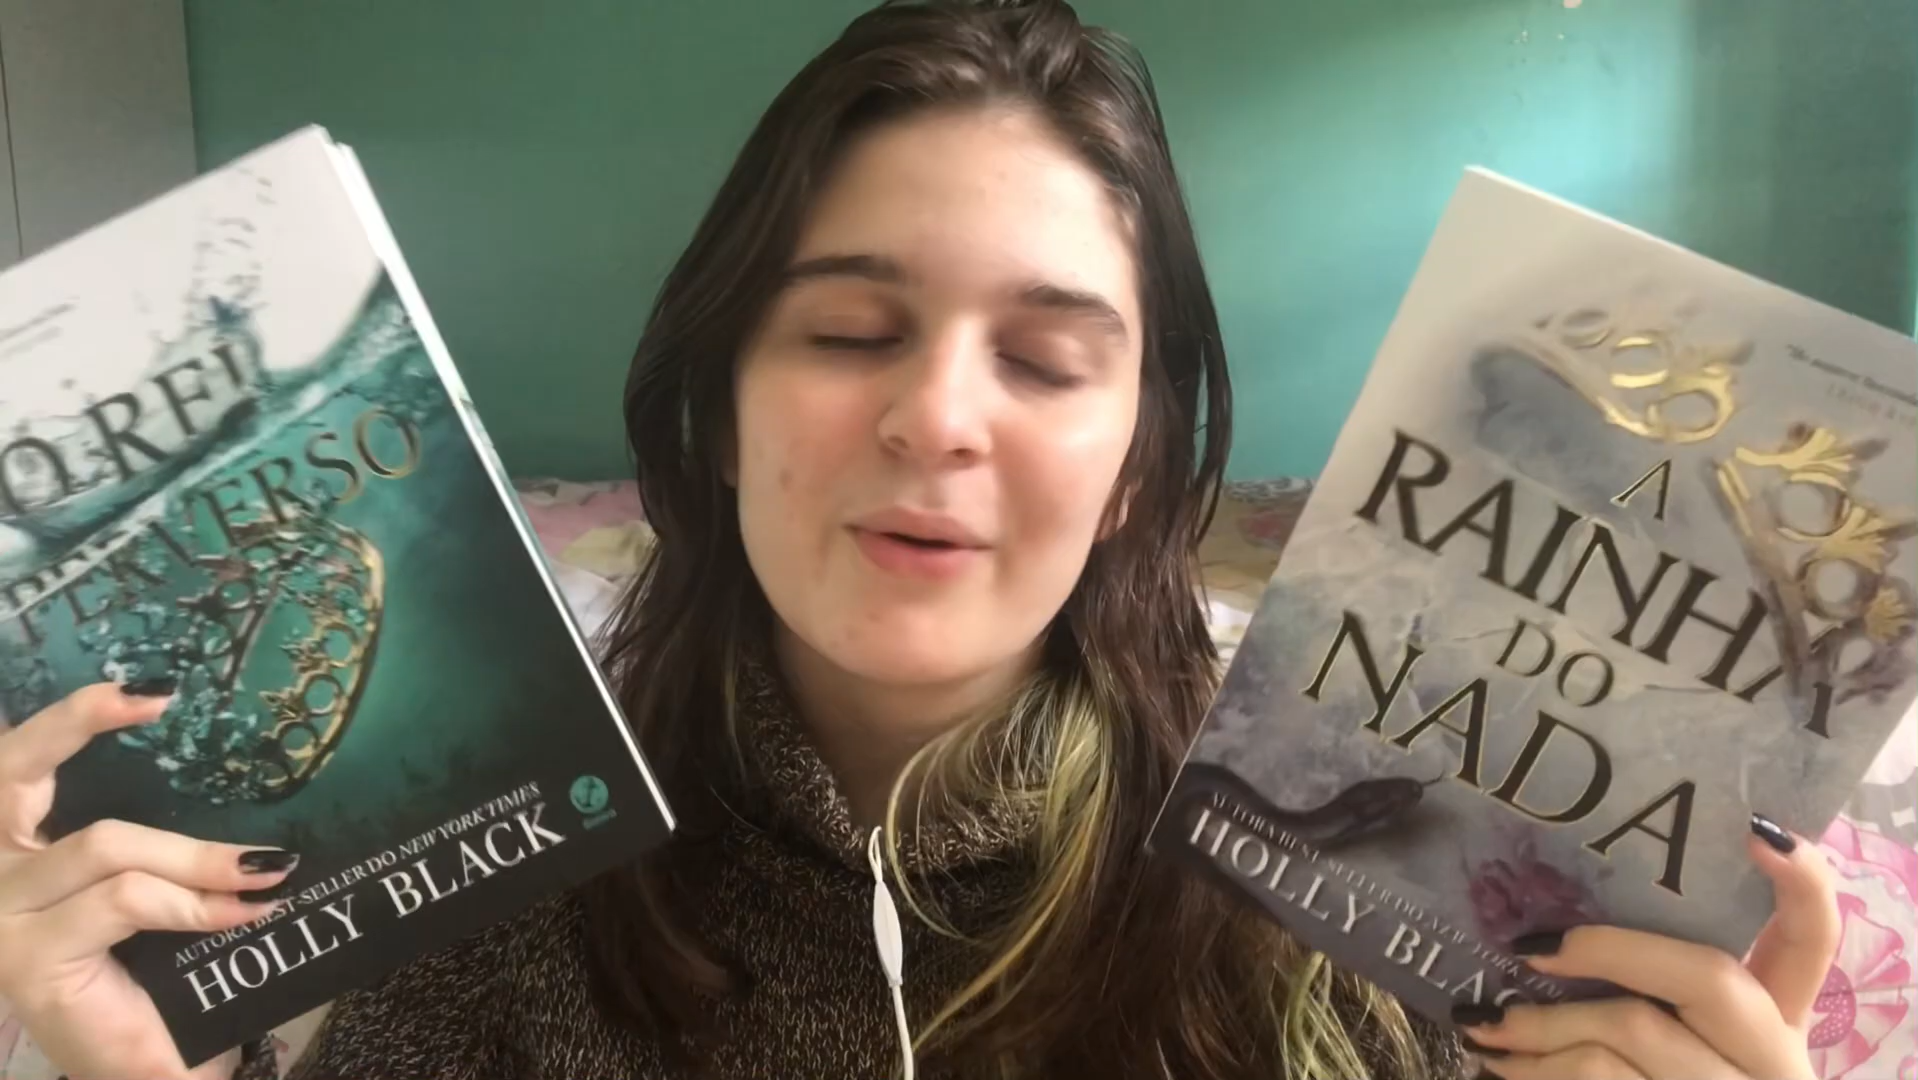 O REI
PERVERSO
AUTORA BEST-SELLER DO NEW YORK TIMES
HOLLY BLACK
A
RAINHA
DO
NADA
AUTORA BEST-SELLER DO NEW YORK
HOLLY BLAC